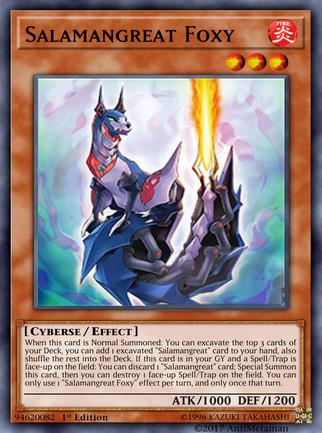 Salamangreat Foxy
FIRE
炎
[Cyberse / Effect]
When this card is Normal Summoned: You can excavate the top 3 cards
of your Deck, you can add 1 excavated "Salamangreat" card to your hand, also
shuffle the rest into the Deck. If this card is in your GY and a Spell/Trap is
face-up on the field: You can discard 1 "Salamangreat" card; Special Summon
this card, then you can destroy 1 face-up Spell/Trap on the field. You can
only use 1 "Salamangreat Foxy" effect per turn, and only once that turn.
ATK/1000 DEF/1200
94620082 1st Edition ©1996 KAZUKI TAKAHASHI
©2017 AntiMetaman